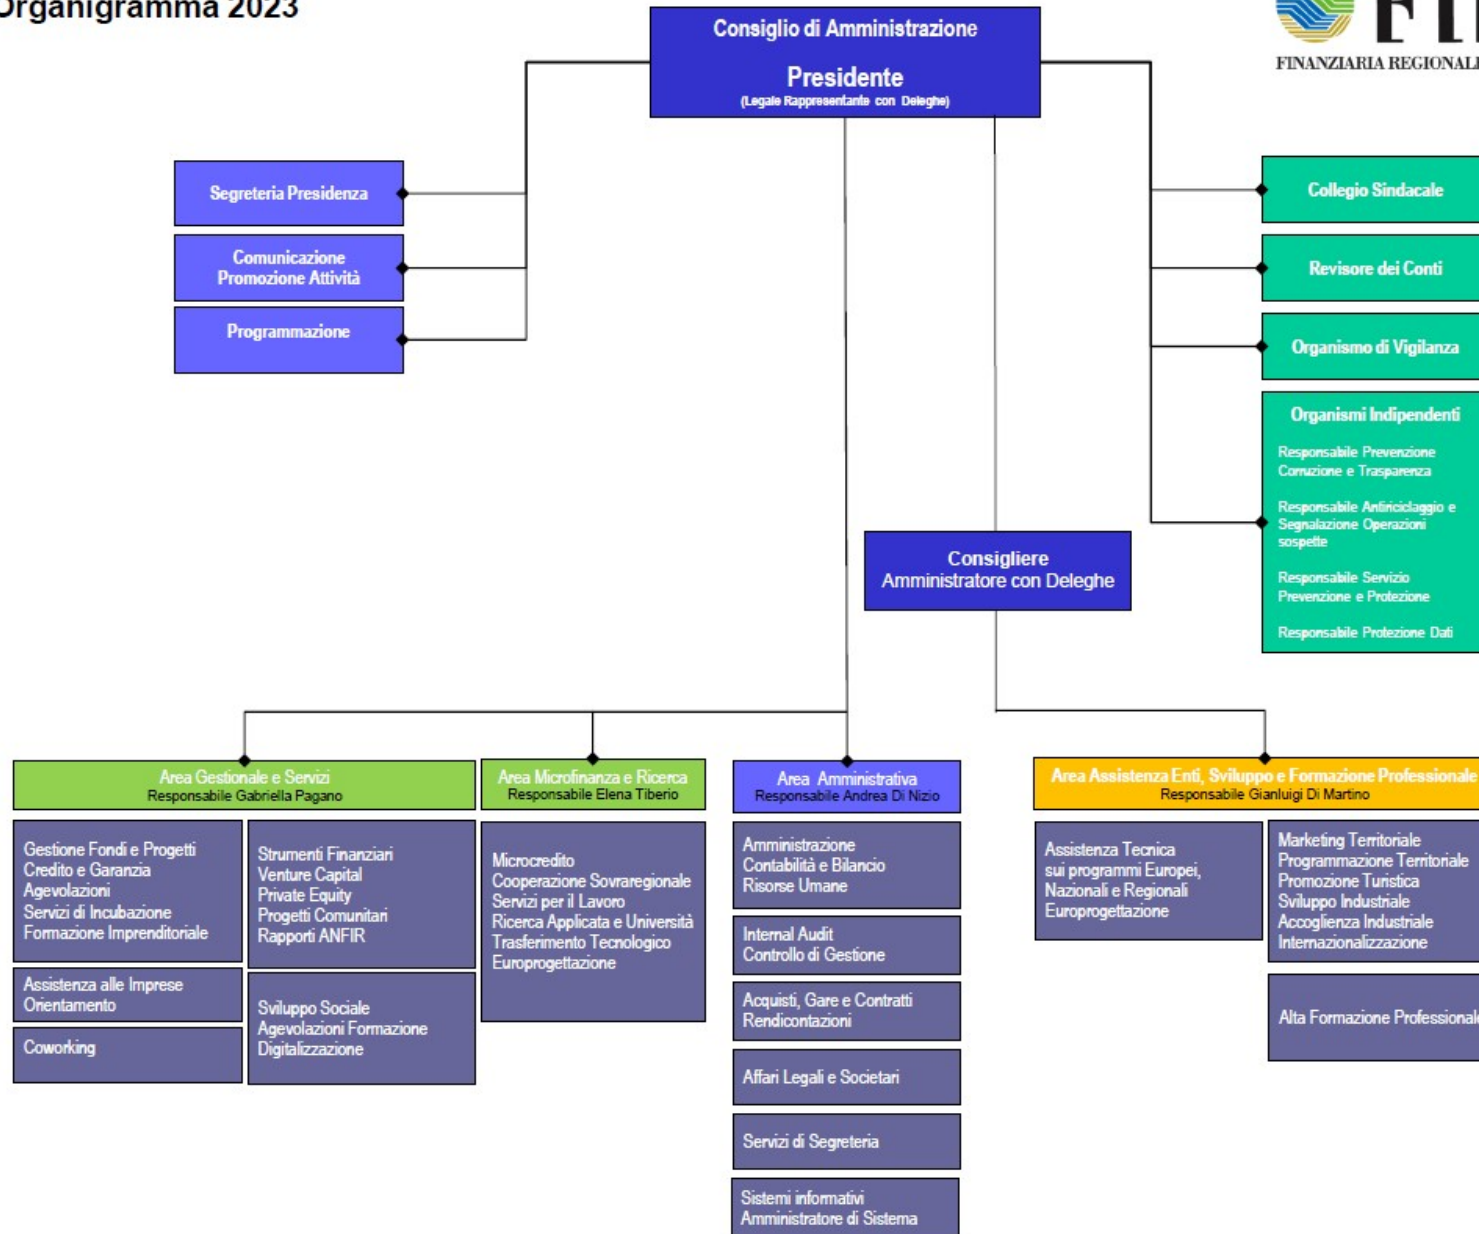 Organigramma 2023
FINANZIARIA REGIONALE
Consiglio di Amministrazione
Presidente
(Legale Rappresentante con Deleghe)
Segreteria Presidenza
Comunicazione
Promozione Attività
Programmazione
Collegio Sindacale
Revisore dei Conti
Organismo di Vigilanza
Organismi Indipendenti
Responsabile Prevenzione
Corruzione e Trasparenza
Responsabile Antiriciclaggio e
Segnalazione Operazioni
sospette
Responsabile Servizio
Prevenzione e Protezione
Responsabile Protezione Dati
Consigliere
Amministratore con Deleghe
Area Gestionale e Servizi
Responsabile Gabriella Pagano
Gestione Fondi e Progetti
Credito e Garanzia
Agevolazioni
Servizi di Incubazione
Formazione Imprenditoriale
Assistenza alle Imprese
Orientamento
Coworking
Strumenti Finanziari
Venture Capital
Private Equity
Progetti Comunitari
Rapporti ANFIR
Sviluppo Sociale
Agevolazioni Formazione
Digitalizzazione
Area Microfinanza e Ricerca
Responsabile Elena Tiberio
Microcredito
Cooperazione Sovraregionale
Servizi per il Lavoro
Ricerca Applicata e Università
Trasferimento Tecnologico
Europrogettazione
Area Amministrativa
Responsabile Andrea Di Nizio
Amministrazione
Contabilità e Bilancio
Risorse Umane
Internal Audit
Controllo di Gestione
Acquisti, Gare e Contratti
Rendicontazioni
Affari Legali e Societari
Servizi di Segreteria
Sistemi informativi
Amministratore di Sistema
Area Assistenza Enti, Sviluppo e Formazione Professionale
Responsabile Gianluigi Di Martino
Assistenza Tecnica
sui programmi Europei,
Nazionali e Regionali
Europrogettazione
Marketing Territoriale
Programmazione Territoriale
Promozione Turistica
Sviluppo Industriale
Accoglienza Industriale
Internazionalizzazione
Alta Formazione Professionale